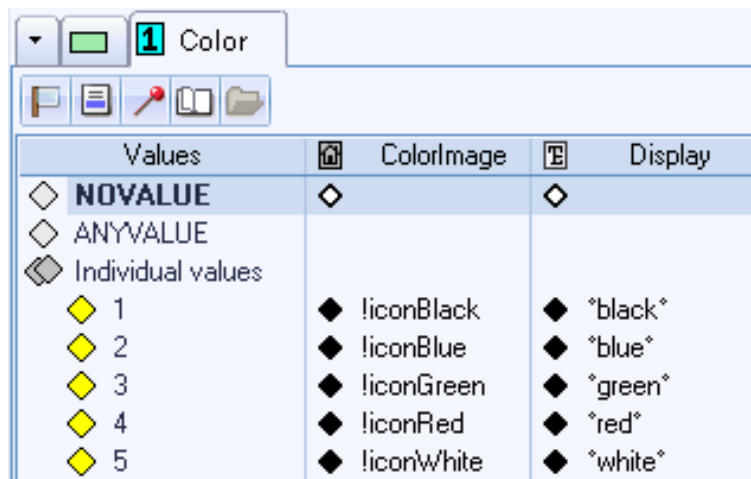 1 Color
Values ColorImage T Display
NOVALUE
ANYVALUE
Individual values
1 !iconBlack "black"
2 !iconBlue "blue"
3 !iconGreen "green"
4 !iconRed "red"
5 !iconWhite "white"